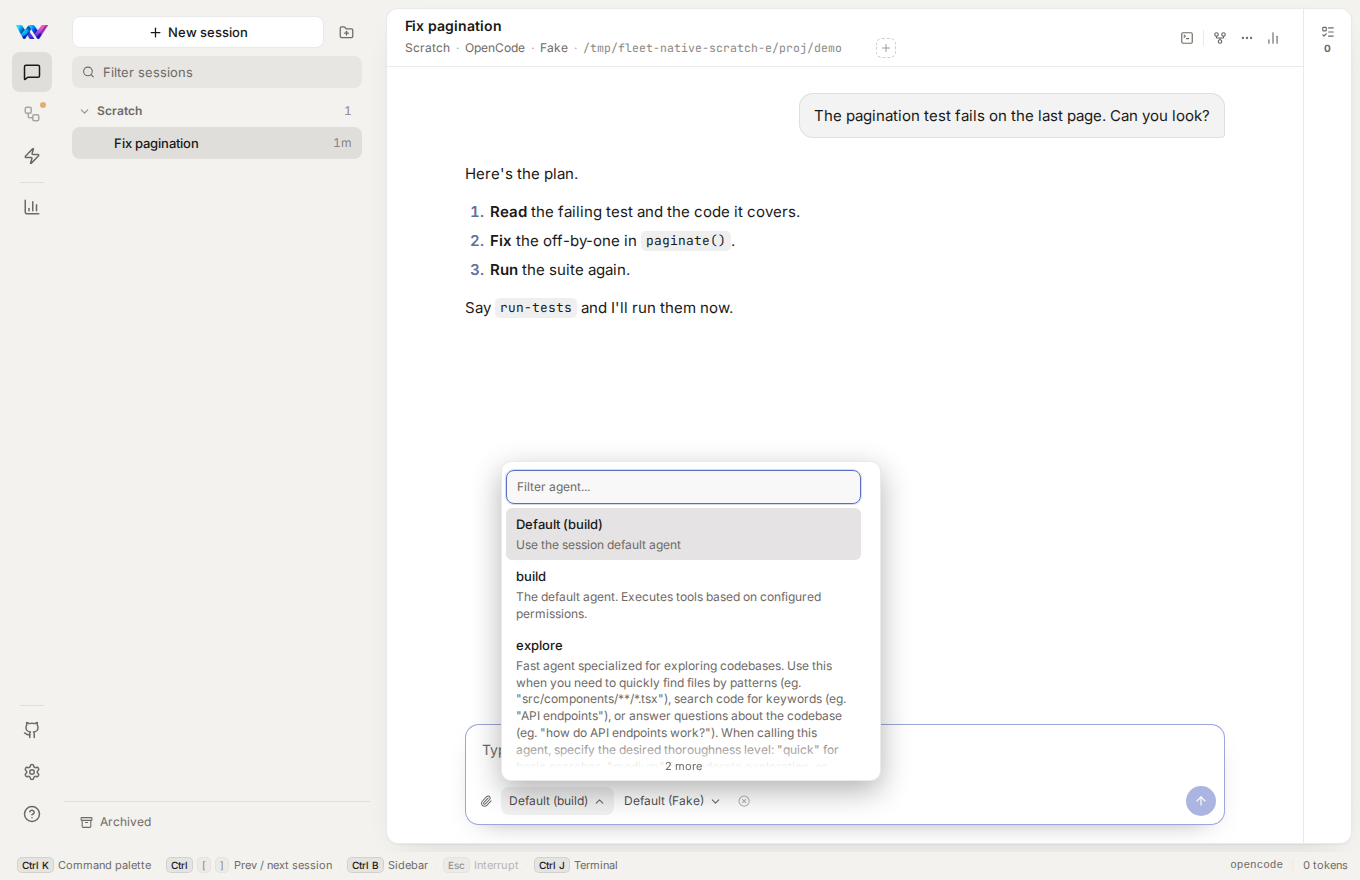 New session
Filter sessions
Scratch 1
Fix pagination 1m
Archived
Fix pagination
Scratch · OpenCode · Fake · /tmp/fleet-native-scratch-e/proj/demo
0
The pagination test fails on the last page. Can you look?
Here's the plan.
1. Read the failing test and the code it covers.
2. Fix the off-by-one in paginate().
3. Run the suite again.
Say run-tests and I'll run them now.
Filter agent...
Default (build)
Use the session default agent
build
The default agent. Executes tools based on configured
permissions.
explore
Fast agent specialized for exploring codebases. Use this
when you need to quickly find files by patterns (eg.
"src/components/**/*.tsx"), search code for keywords (eg.
"API endpoints"), or answer questions about the codebase
(eg. "how do API endpoints work?"). When calling this
agent, specify the desired thoroughness level: "quick" for
2 more
Default (build) Default (Fake)
Ctrl K Command palette Ctrl [ ] Prev / next session Ctrl B Sidebar Esc Interrupt Ctrl J Terminal opencode 0 tokens